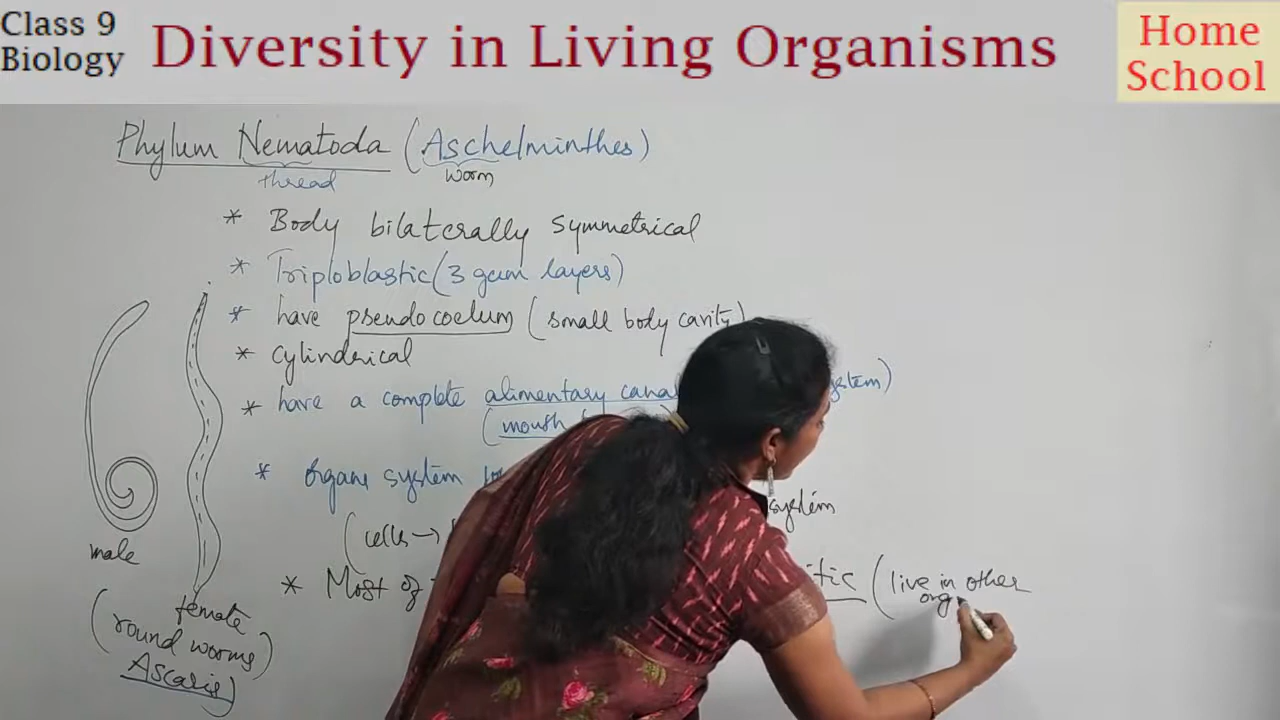 Class 9
Biology
Diversity in Living Organisms
Home
School
Phylum Nematoda (Aschelminthes)
thread
worm
* Body bilaterally symmetrical
* Triploblastic (3 gum layers)
* have pseudocoelum (small body cavity)
* Cylindrical
* have a complete alimentary canal
(mouth
* Organ system
(cells →
system
* Most of
(live in other
org
male
female
(round worms)
Ascaris)